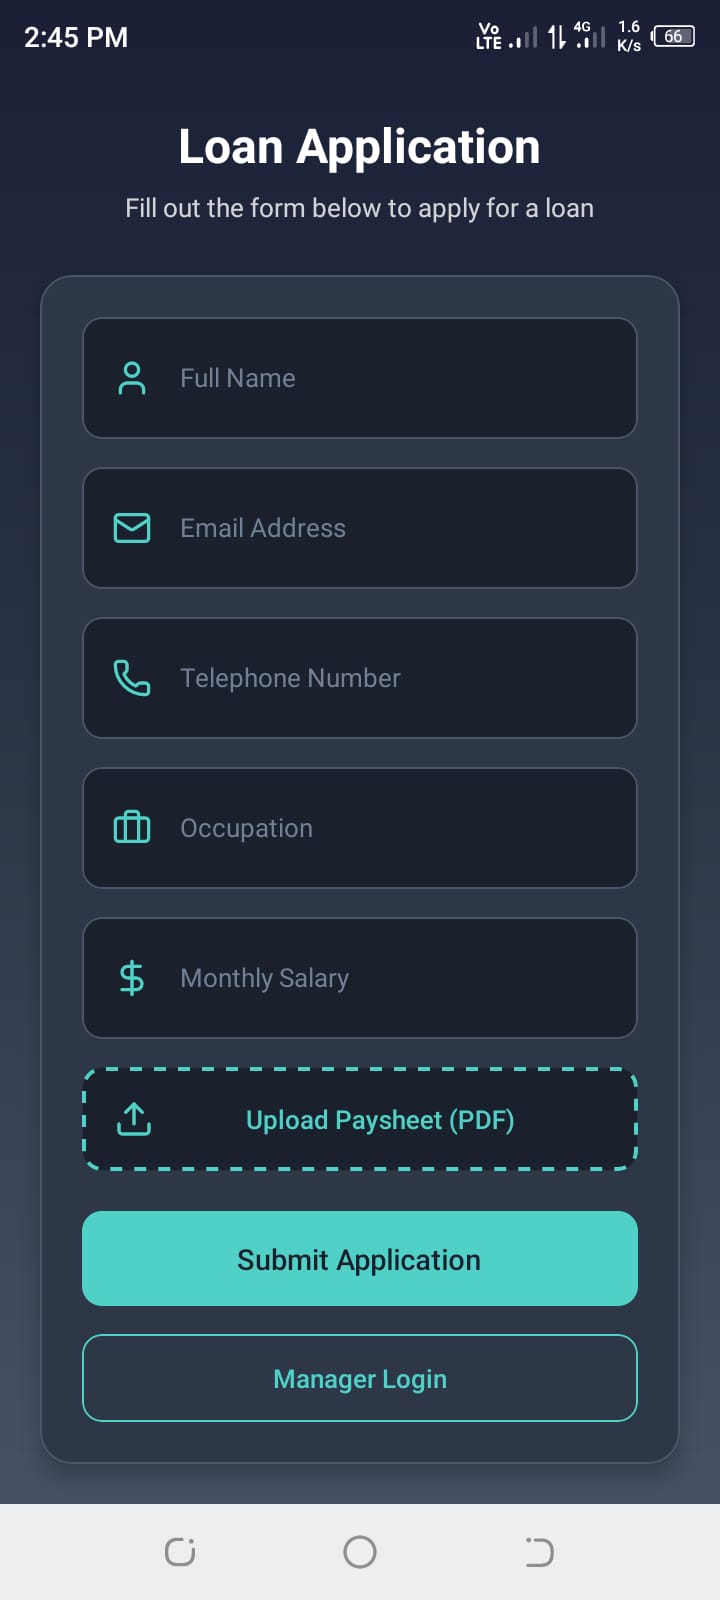 2:45 PM
Vo LTE 4G 1.6 K/s 66
Loan Application
Fill out the form below to apply for a loan
Full Name
Email Address
Telephone Number
Occupation
Monthly Salary
Upload Paysheet (PDF)
Submit Application
Manager Login